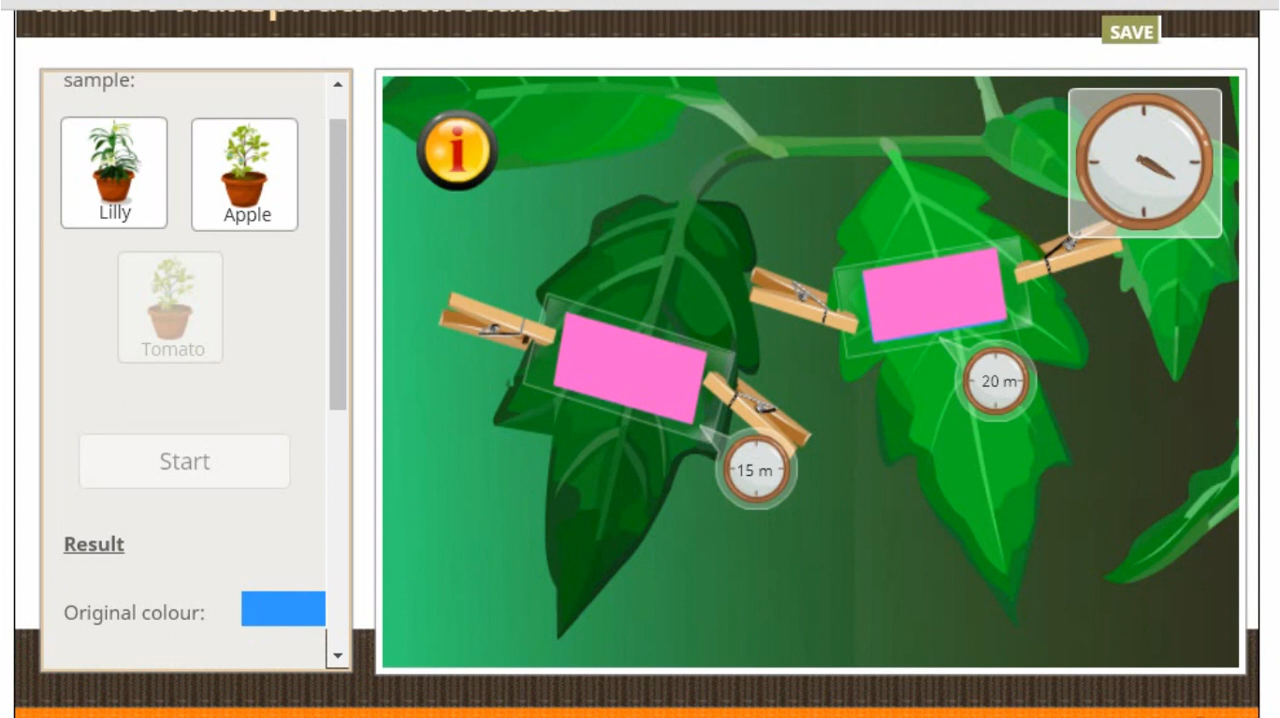 SAVE
sample:
Lilly
Apple
Tomato
Start
Result
Original colour:
i
20 m
15 m